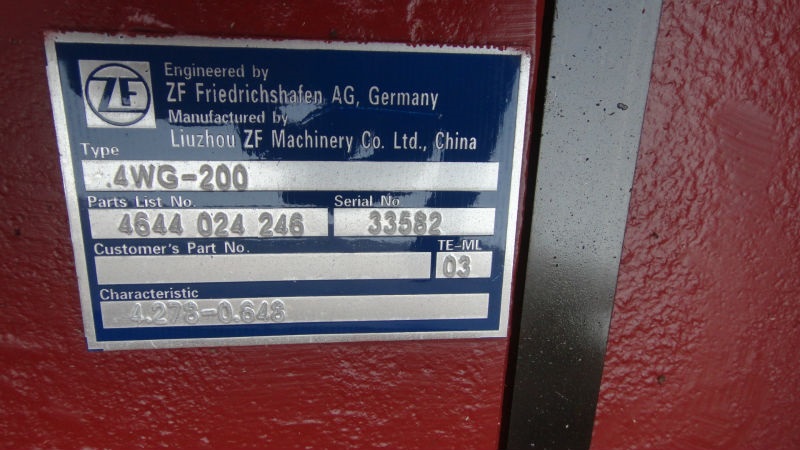 ZF
Engineered by
ZF Friedrichshafen AG, Germany
Manufactured by
Liuzhou ZF Machinery Co. Ltd., China
Type
4WG-200
Parts List No. Serial No
4644 024 246 33582
Customer's Part No. TE-ML
03
Characteristic
4.278-0.648